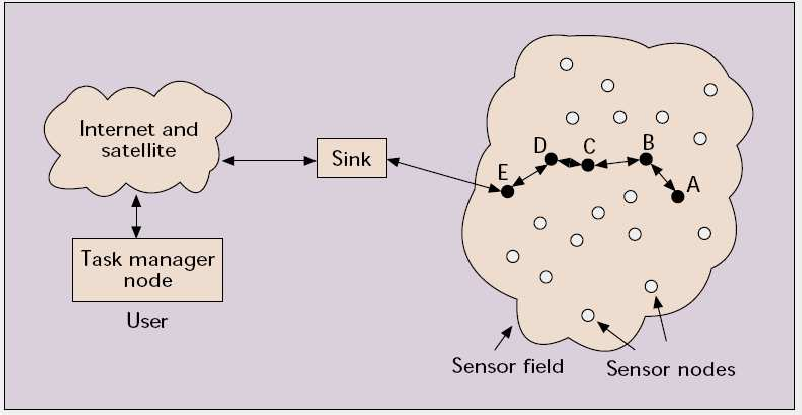 Internet and
satellite
Sink
Task manager
node
User
E
D
C
B
A
Sensor field
Sensor nodes